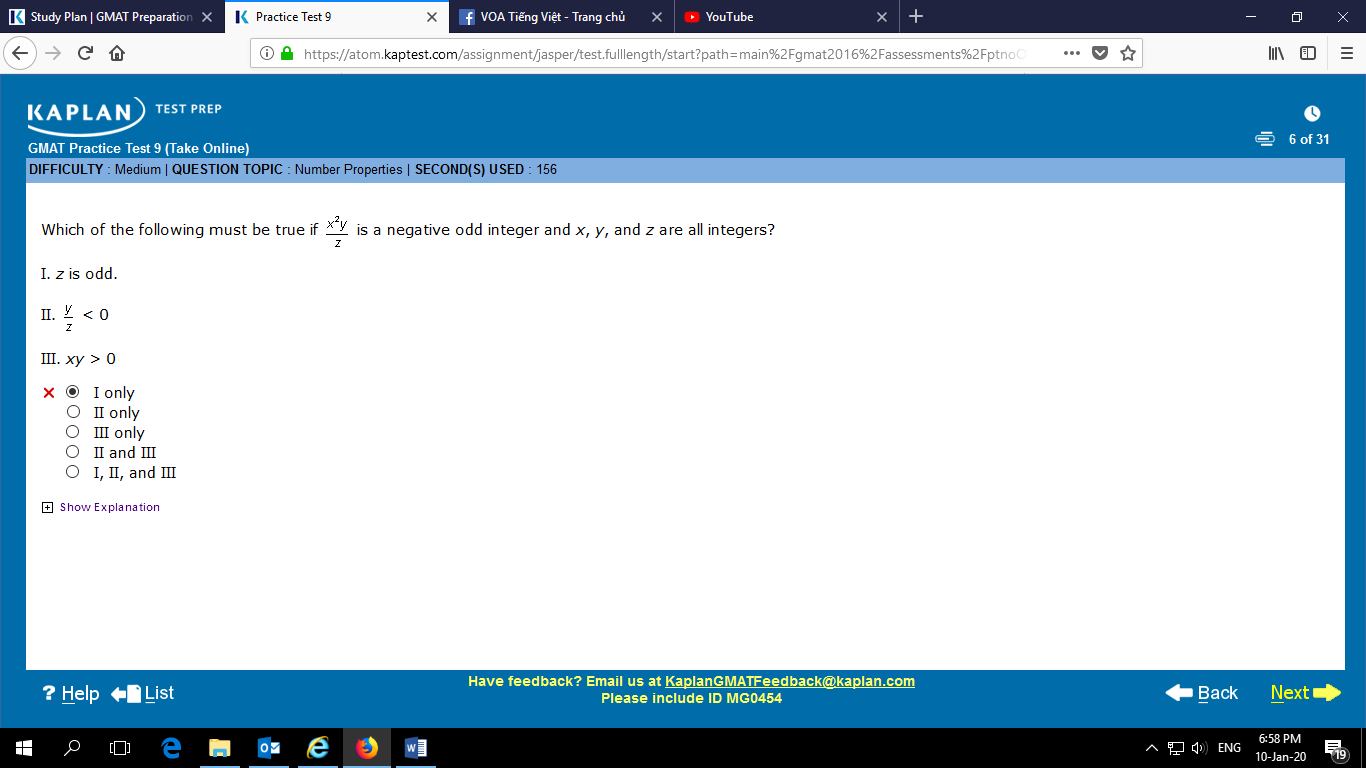 Study Plan | GMAT Preparation
Practice Test 9
VOA Tiếng Việt - Trang chủ
YouTube
https://atom.kaptest.com/assignment/jasper/test.fulllength/start?path=main%2Fgmat2016%2Fassessments%2Fptno
KAPLAN TEST PREP
GMAT Practice Test 9 (Take Online)
6 of 31
DIFFICULTY : Medium | QUESTION TOPIC : Number Properties | SECOND(S) USED : 156
Which of the following must be true if x²y/z is a negative odd integer and x, y, and z are all integers?
I. z is odd.
II. y/z < 0
III. xy > 0
I only
II only
III only
II and III
I, II, and III
Show Explanation
? Help
List
Have feedback? Email us at KaplanGMATFeedback@kaplan.com
Please include ID MG0454
Back
Next
ENG
6:58 PM
10-Jan-20
19